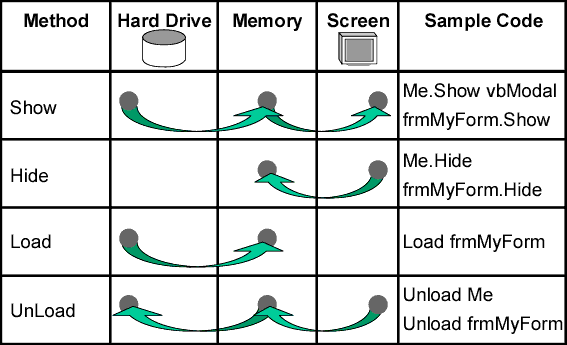 Method Hard Drive Memory Screen Sample Code
Show
Me.Show vbModal
frmMyForm.Show
Hide
Me.Hide
frmMyForm.Hide
Load
Load frmMyForm
UnLoad
Unload Me
Unload frmMyForm